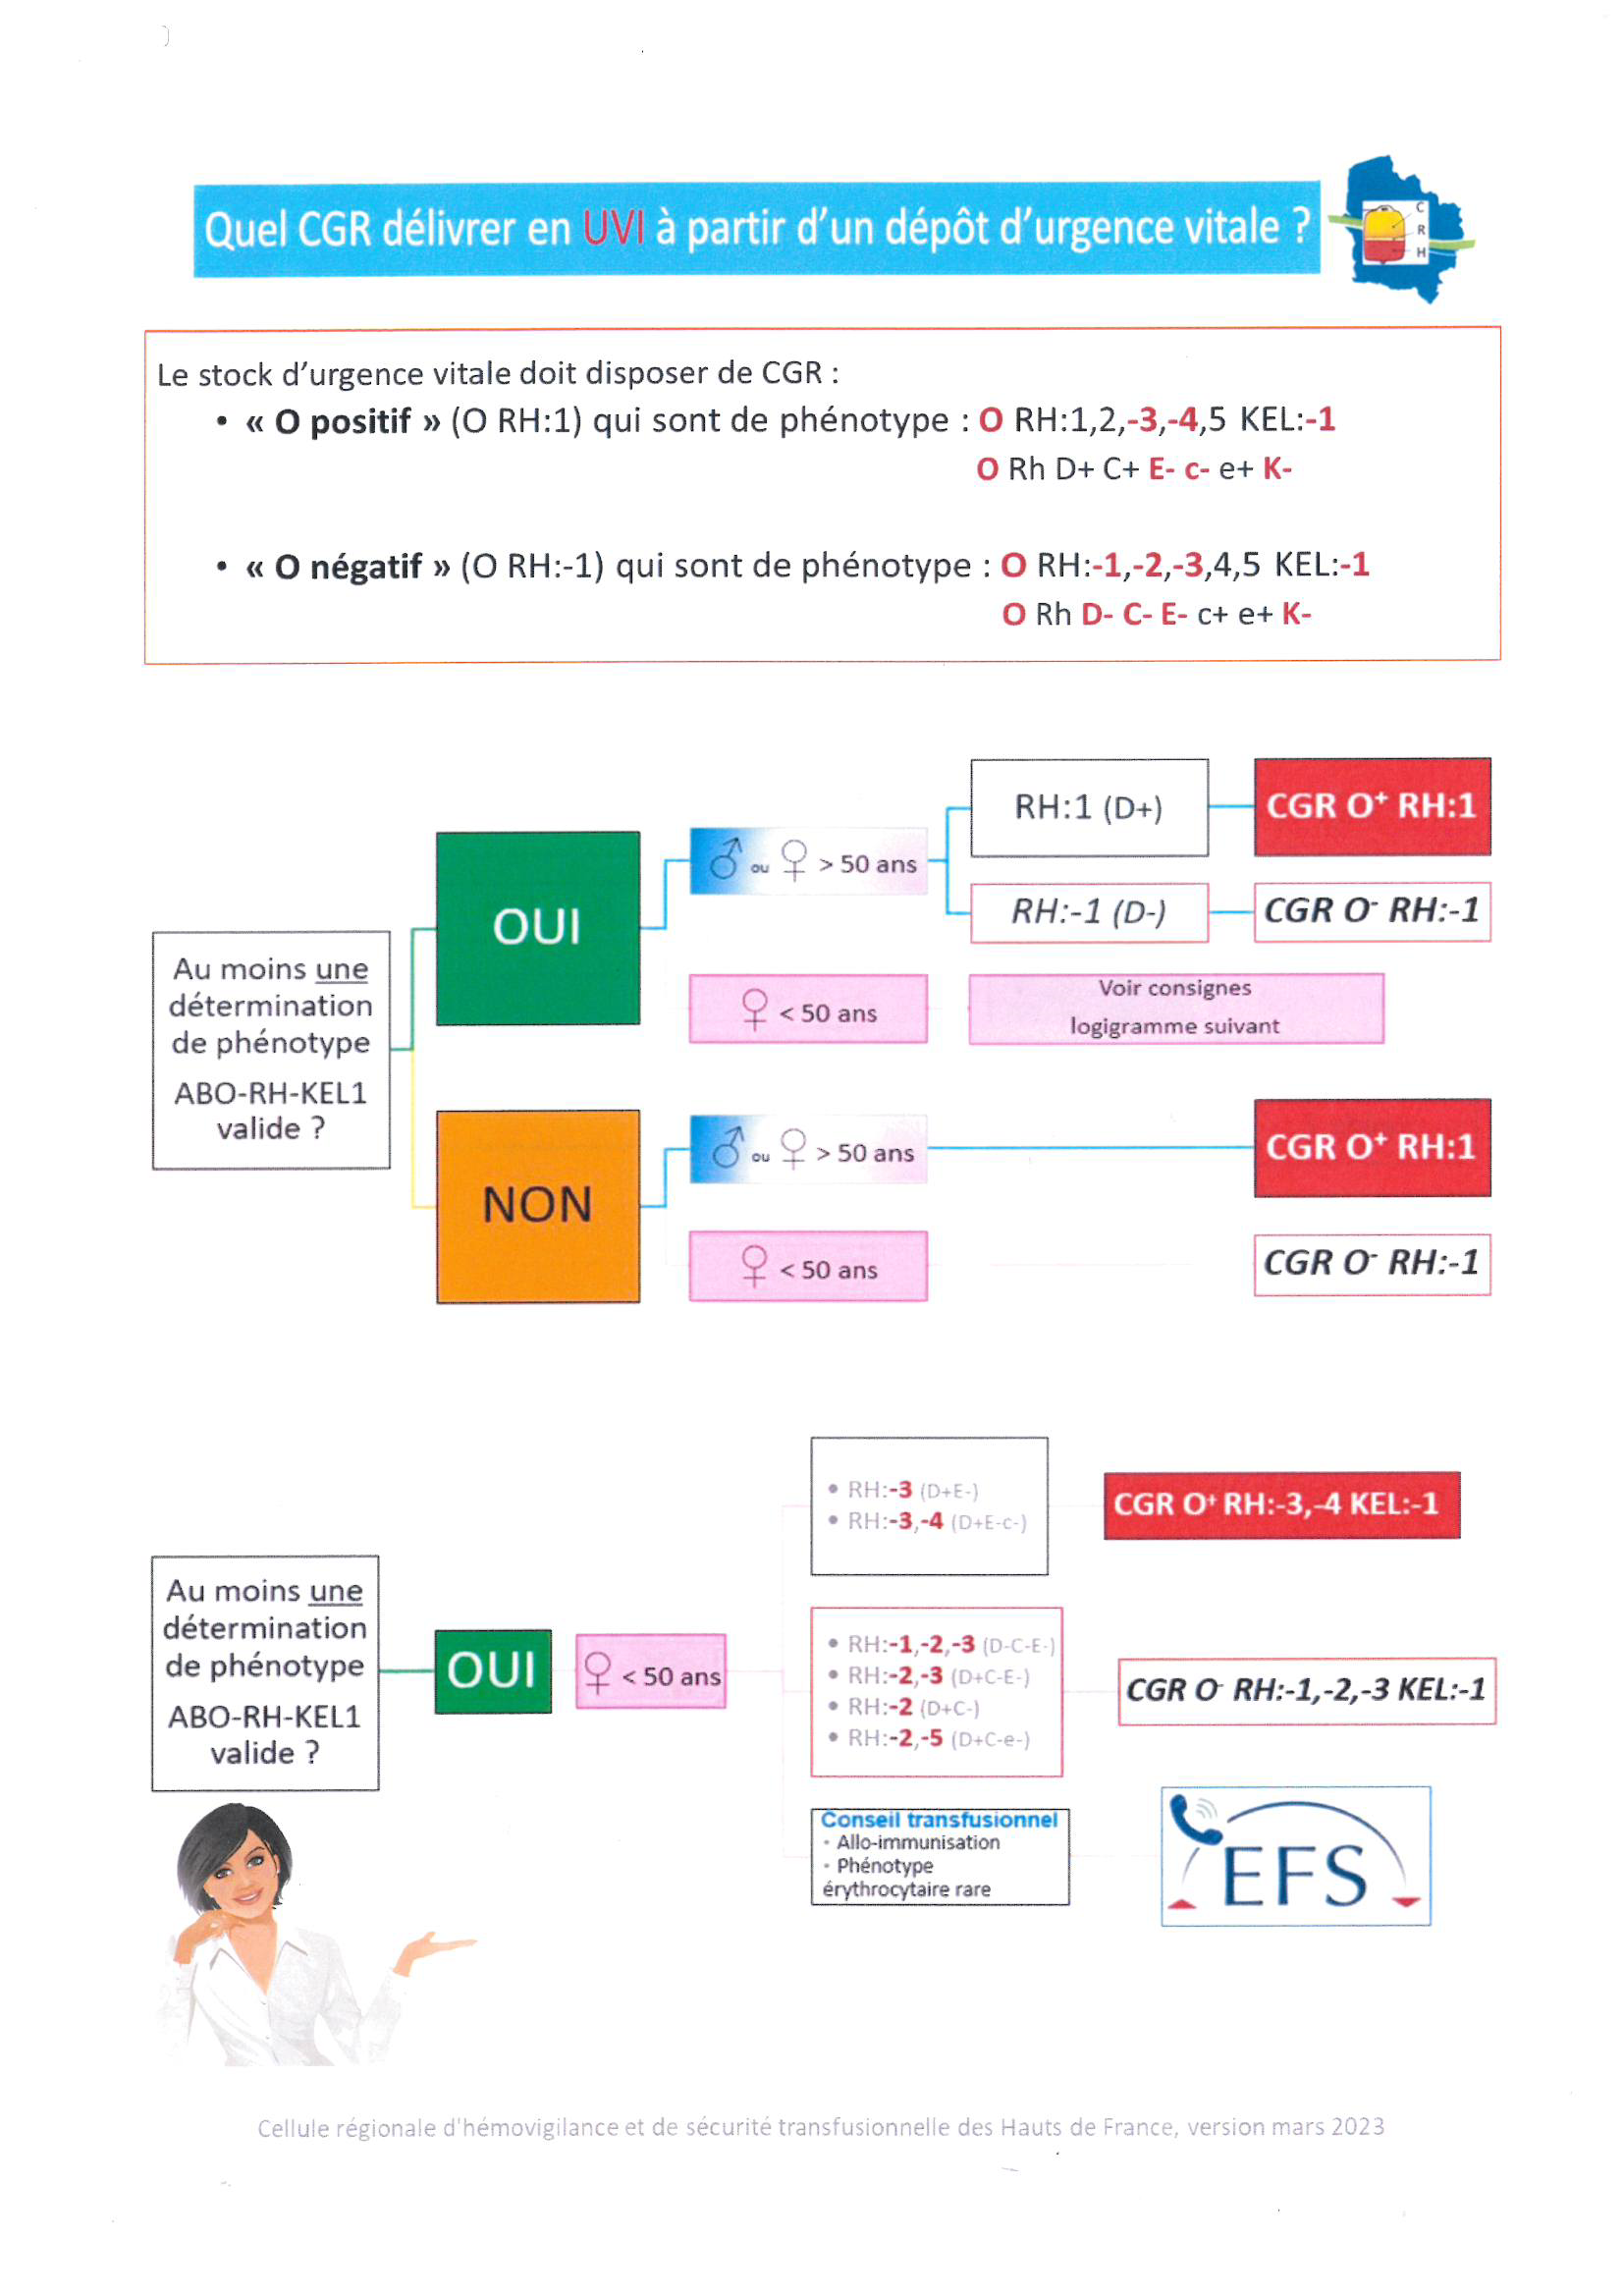 Quel CGR délivrer en UVI à partir d'un dépôt d'urgence vitale ?
C
R
H
Le stock d'urgence vitale doit disposer de CGR :
• « O positif » (O RH:1) qui sont de phénotype : O RH:1,2,-3,-4,5 KEL:-1
O Rh D+ C+ E- c- e+ K-
• « O négatif » (O RH:-1) qui sont de phénotype : O RH:-1,-2,-3,4,5 KEL:-1
O Rh D- C- E- c+ e+ K-
Au moins une
détermination
de phénotype
ABO-RH-KEL1
valide ?
OUI
♂ ou ♀ > 50 ans
RH:1 (D+)
CGR O⁺ RH:1
RH:-1 (D-)
CGR O⁻ RH:-1
♀ < 50 ans
Voir consignes
logigramme suivant
NON
♂ ou ♀ > 50 ans
CGR O⁺ RH:1
♀ < 50 ans
CGR O⁻ RH:-1
Au moins une
détermination
de phénotype
ABO-RH-KEL1
valide ?
OUI
♀ < 50 ans
• RH:-3 (D+E-)
• RH:-3,-4 (D+E-c-)
CGR O⁺ RH:-3,-4 KEL:-1
• RH:-1,-2,-3 (D-C-E-)
• RH:-2,-3 (D+C-E-)
• RH:-2 (D+C-)
• RH:-2,-5 (D+C-e-)
CGR O⁻ RH:-1,-2,-3 KEL:-1
Conseil transfusionnel
• Allo-immunisation
• Phénotype
érythrocytaire rare
EFS
Cellule régionale d'hémovigilance et de sécurité transfusionnelle des Hauts de France, version mars 2023